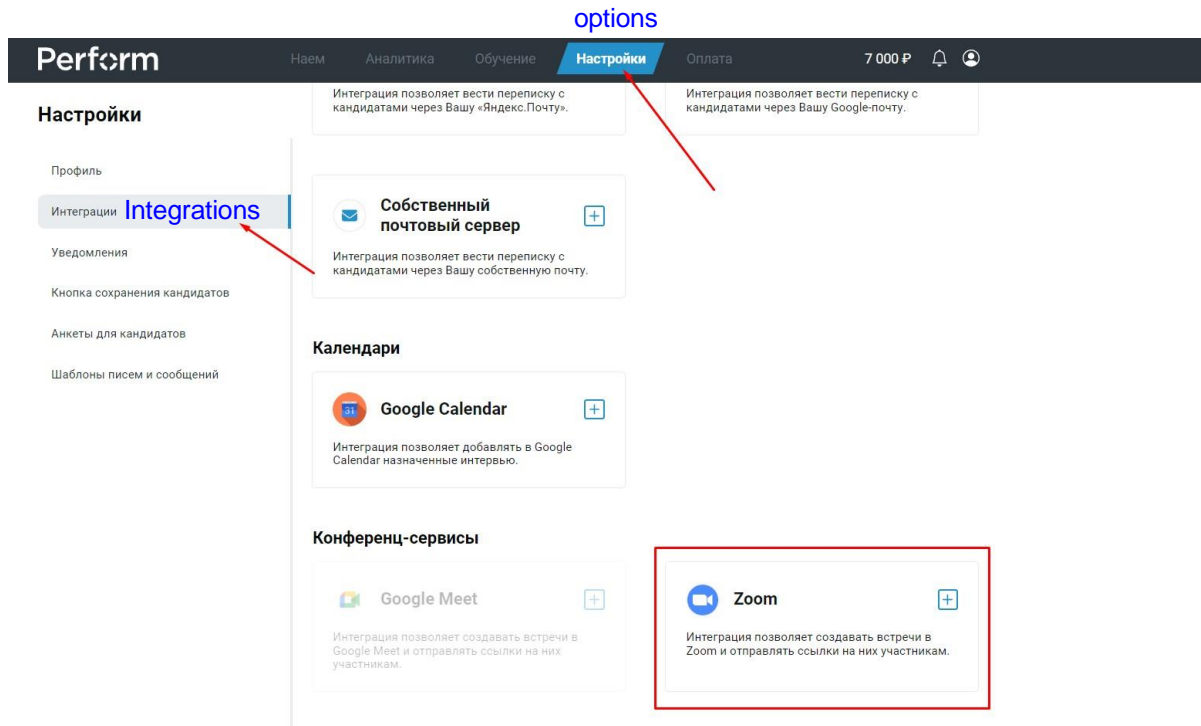 options
Perform
Наем
Аналитика
Обучение
Настройки
Оплата
7 000 ₽
Настройки
Профиль
Интеграции
Integrations
Уведомления
Кнопка сохранения кандидатов
Анкеты для кандидатов
Шаблоны писем и сообщений
Интеграция позволяет вести переписку с
кандидатами через Вашу «Яндекс.Почту».
Интеграция позволяет вести переписку с
кандидатами через Вашу Google-почту.
Собственный
почтовый сервер
Интеграция позволяет вести переписку с
кандидатами через Вашу собственную почту.
Календари
31
Google Calendar
Интеграция позволяет добавлять в Google
Calendar назначенные интервью.
Конференц-сервисы
Google Meet
Интеграция позволяет создавать встречи в
Google Meet и отправлять ссылки на них
участникам.
Zoom
Интеграция позволяет создавать встречи в
Zoom и отправлять ссылки на них участникам.